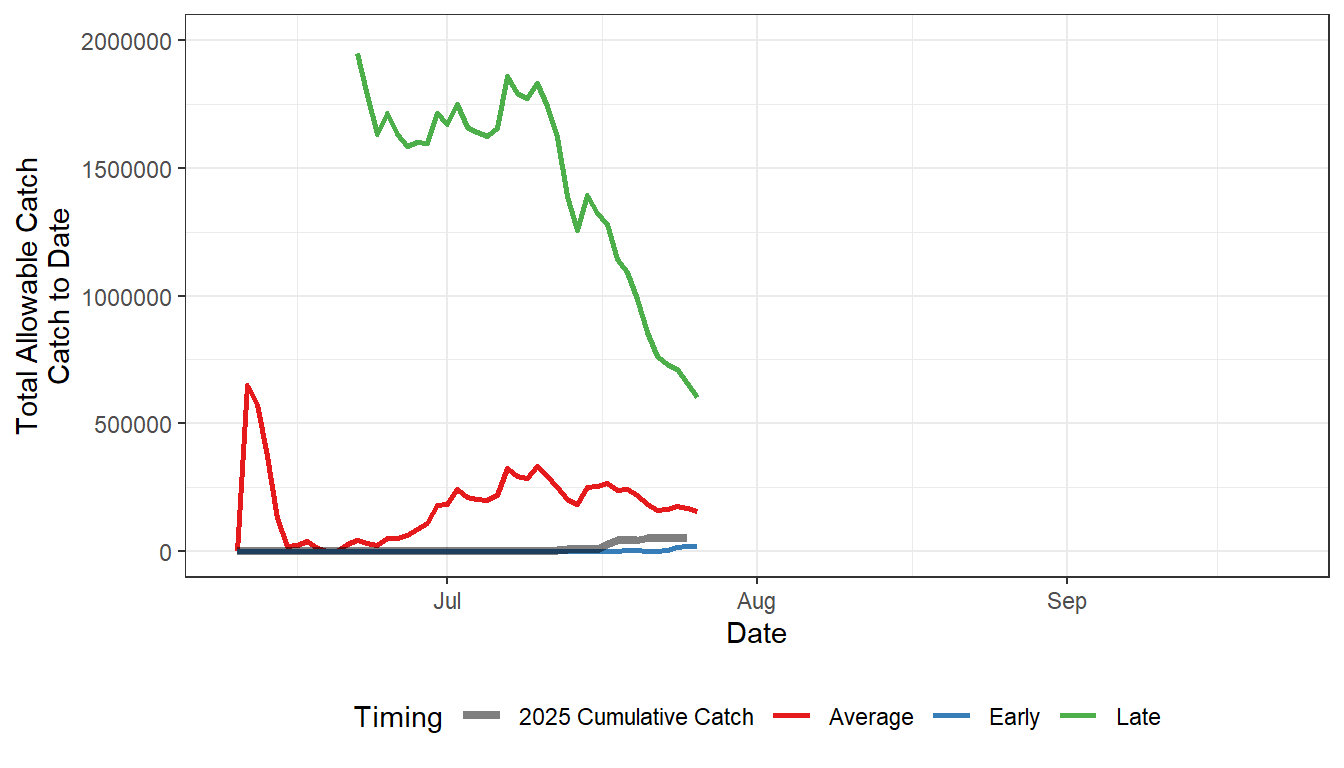 2000000
1500000
1000000
500000
0
Total Allowable Catch
Catch to Date
Jul
Aug
Sep
Date
Timing
2025 Cumulative Catch
Average
Early
Late